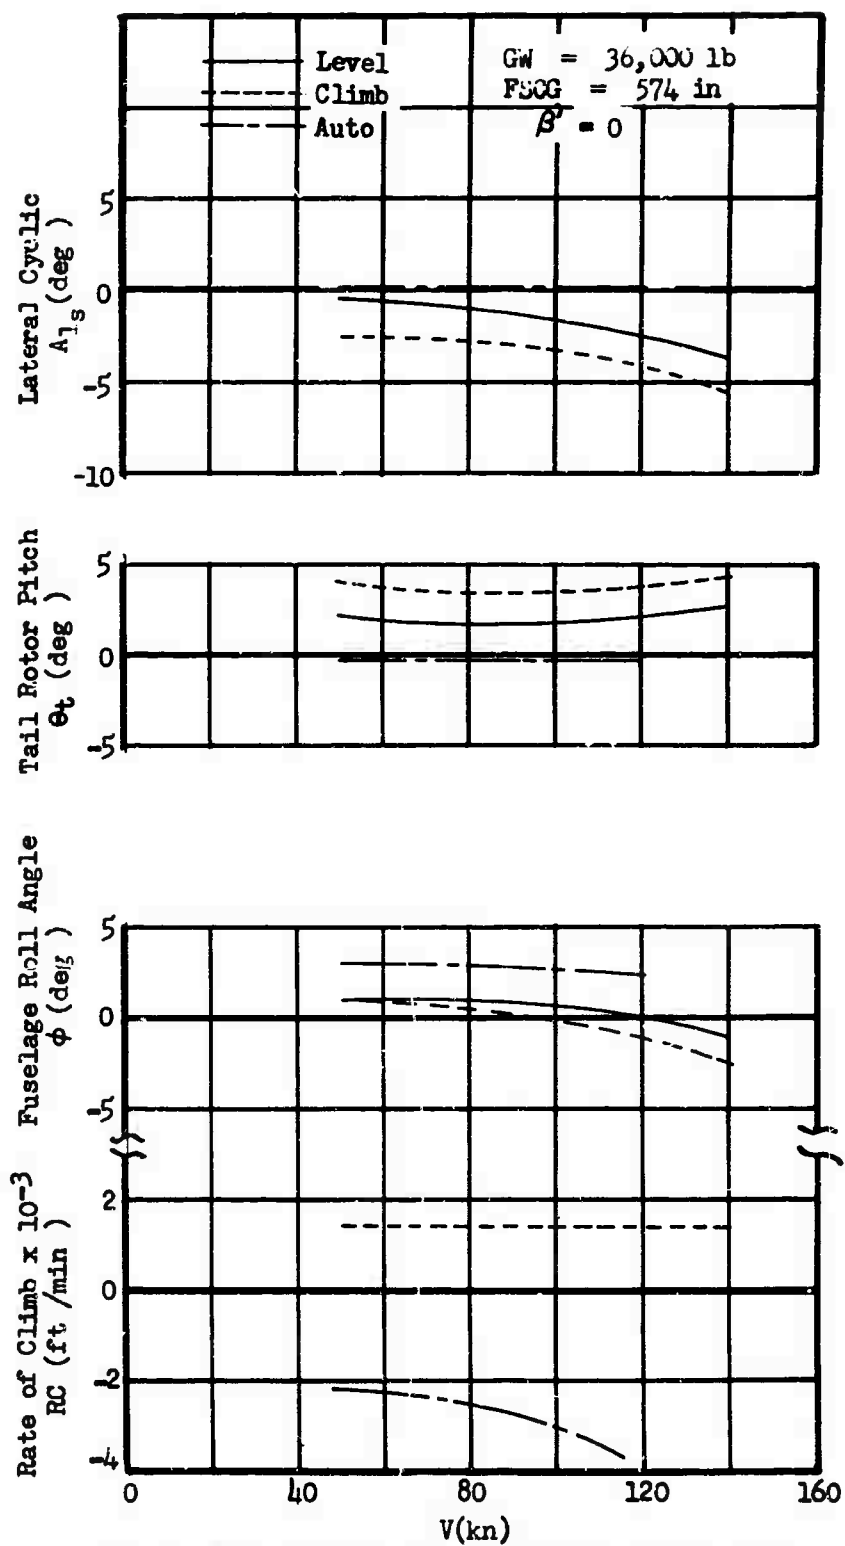 Level
Climb
Auto
GW = 36,000 lb
FSCG = 574 in
β' = 0
Lateral Cyclic
A1s (deg )
5
0
-5
-10
Tail Rotor Pitch
θt (deg )
5
0
-5
Fuselage Roll Angle
φ (deg )
5
0
-5
Rate of Climb x 10-3
RC (ft /min )
2
0
-2
-4
0 40 80 120 160
V(kn)